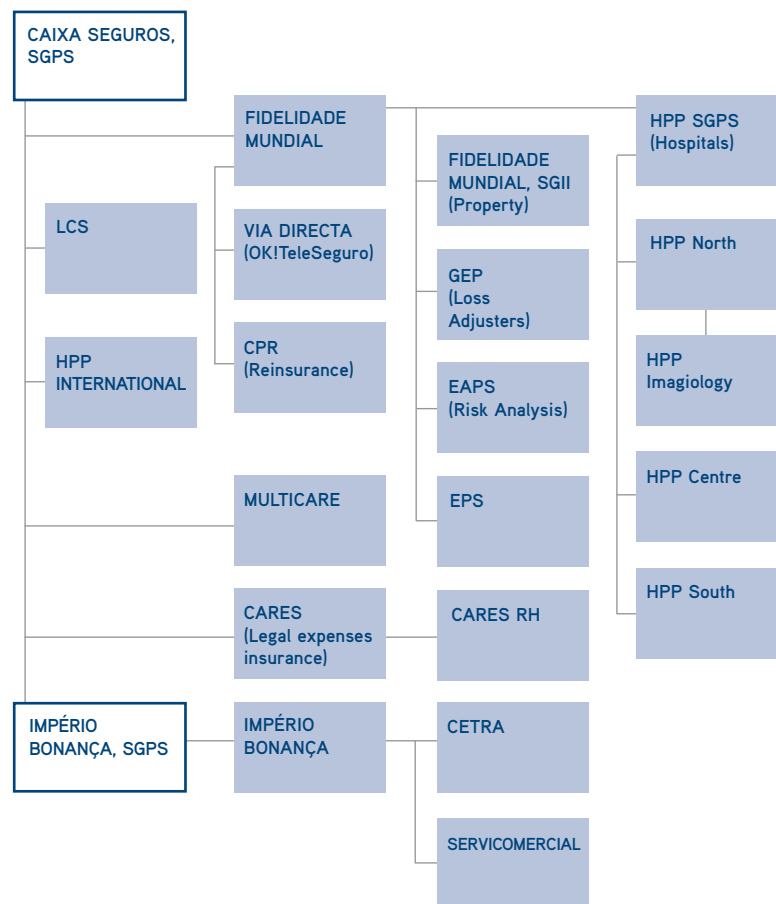 CAIXA SEGUROS,
SGPS
FIDELIDADE
MUNDIAL
HPP SGPS
(Hospitals)
FIDELIDADE
MUNDIAL, SGII
(Property)
LCS
VIA DIRECTA
(OK!TeleSeguro)
HPP North
GEP
(Loss
Adjusters)
HPP
INTERNATIONAL
CPR
(Reinsurance)
HPP
Imagiology
EAPS
(Risk Analysis)
MULTICARE
EPS
HPP Centre
CARES
(Legal expenses
insurance)
CARES RH
HPP South
IMPÉRIO
BONANÇA, SGPS
IMPÉRIO
BONANÇA
CETRA
SERVICOMERCIAL